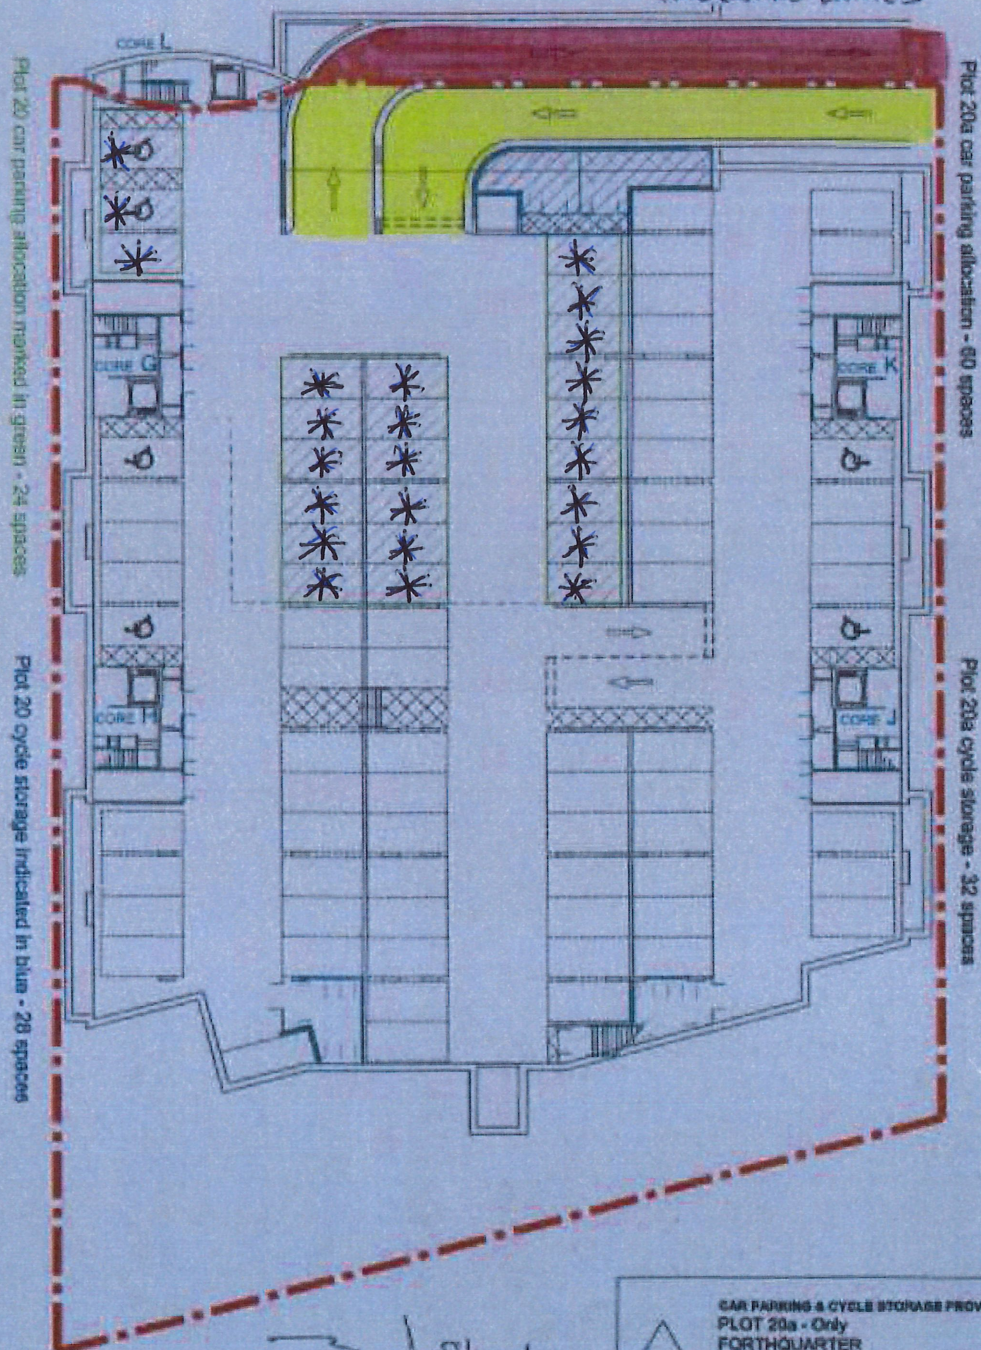 CORE L
Plot 20a car parking allocation - 60 spaces
Plot 20 car parking allocation marked in green - 24 spaces
CORE G
CORE K
CORE H
CORE J
Plot 20a cycle storage - 32 spaces
Plot 20 cycle storage indicated in blue - 28 spaces
CAR PARKING & CYCLE STORAGE PROV
PLOT 20a - Only
FORTHQUARTER